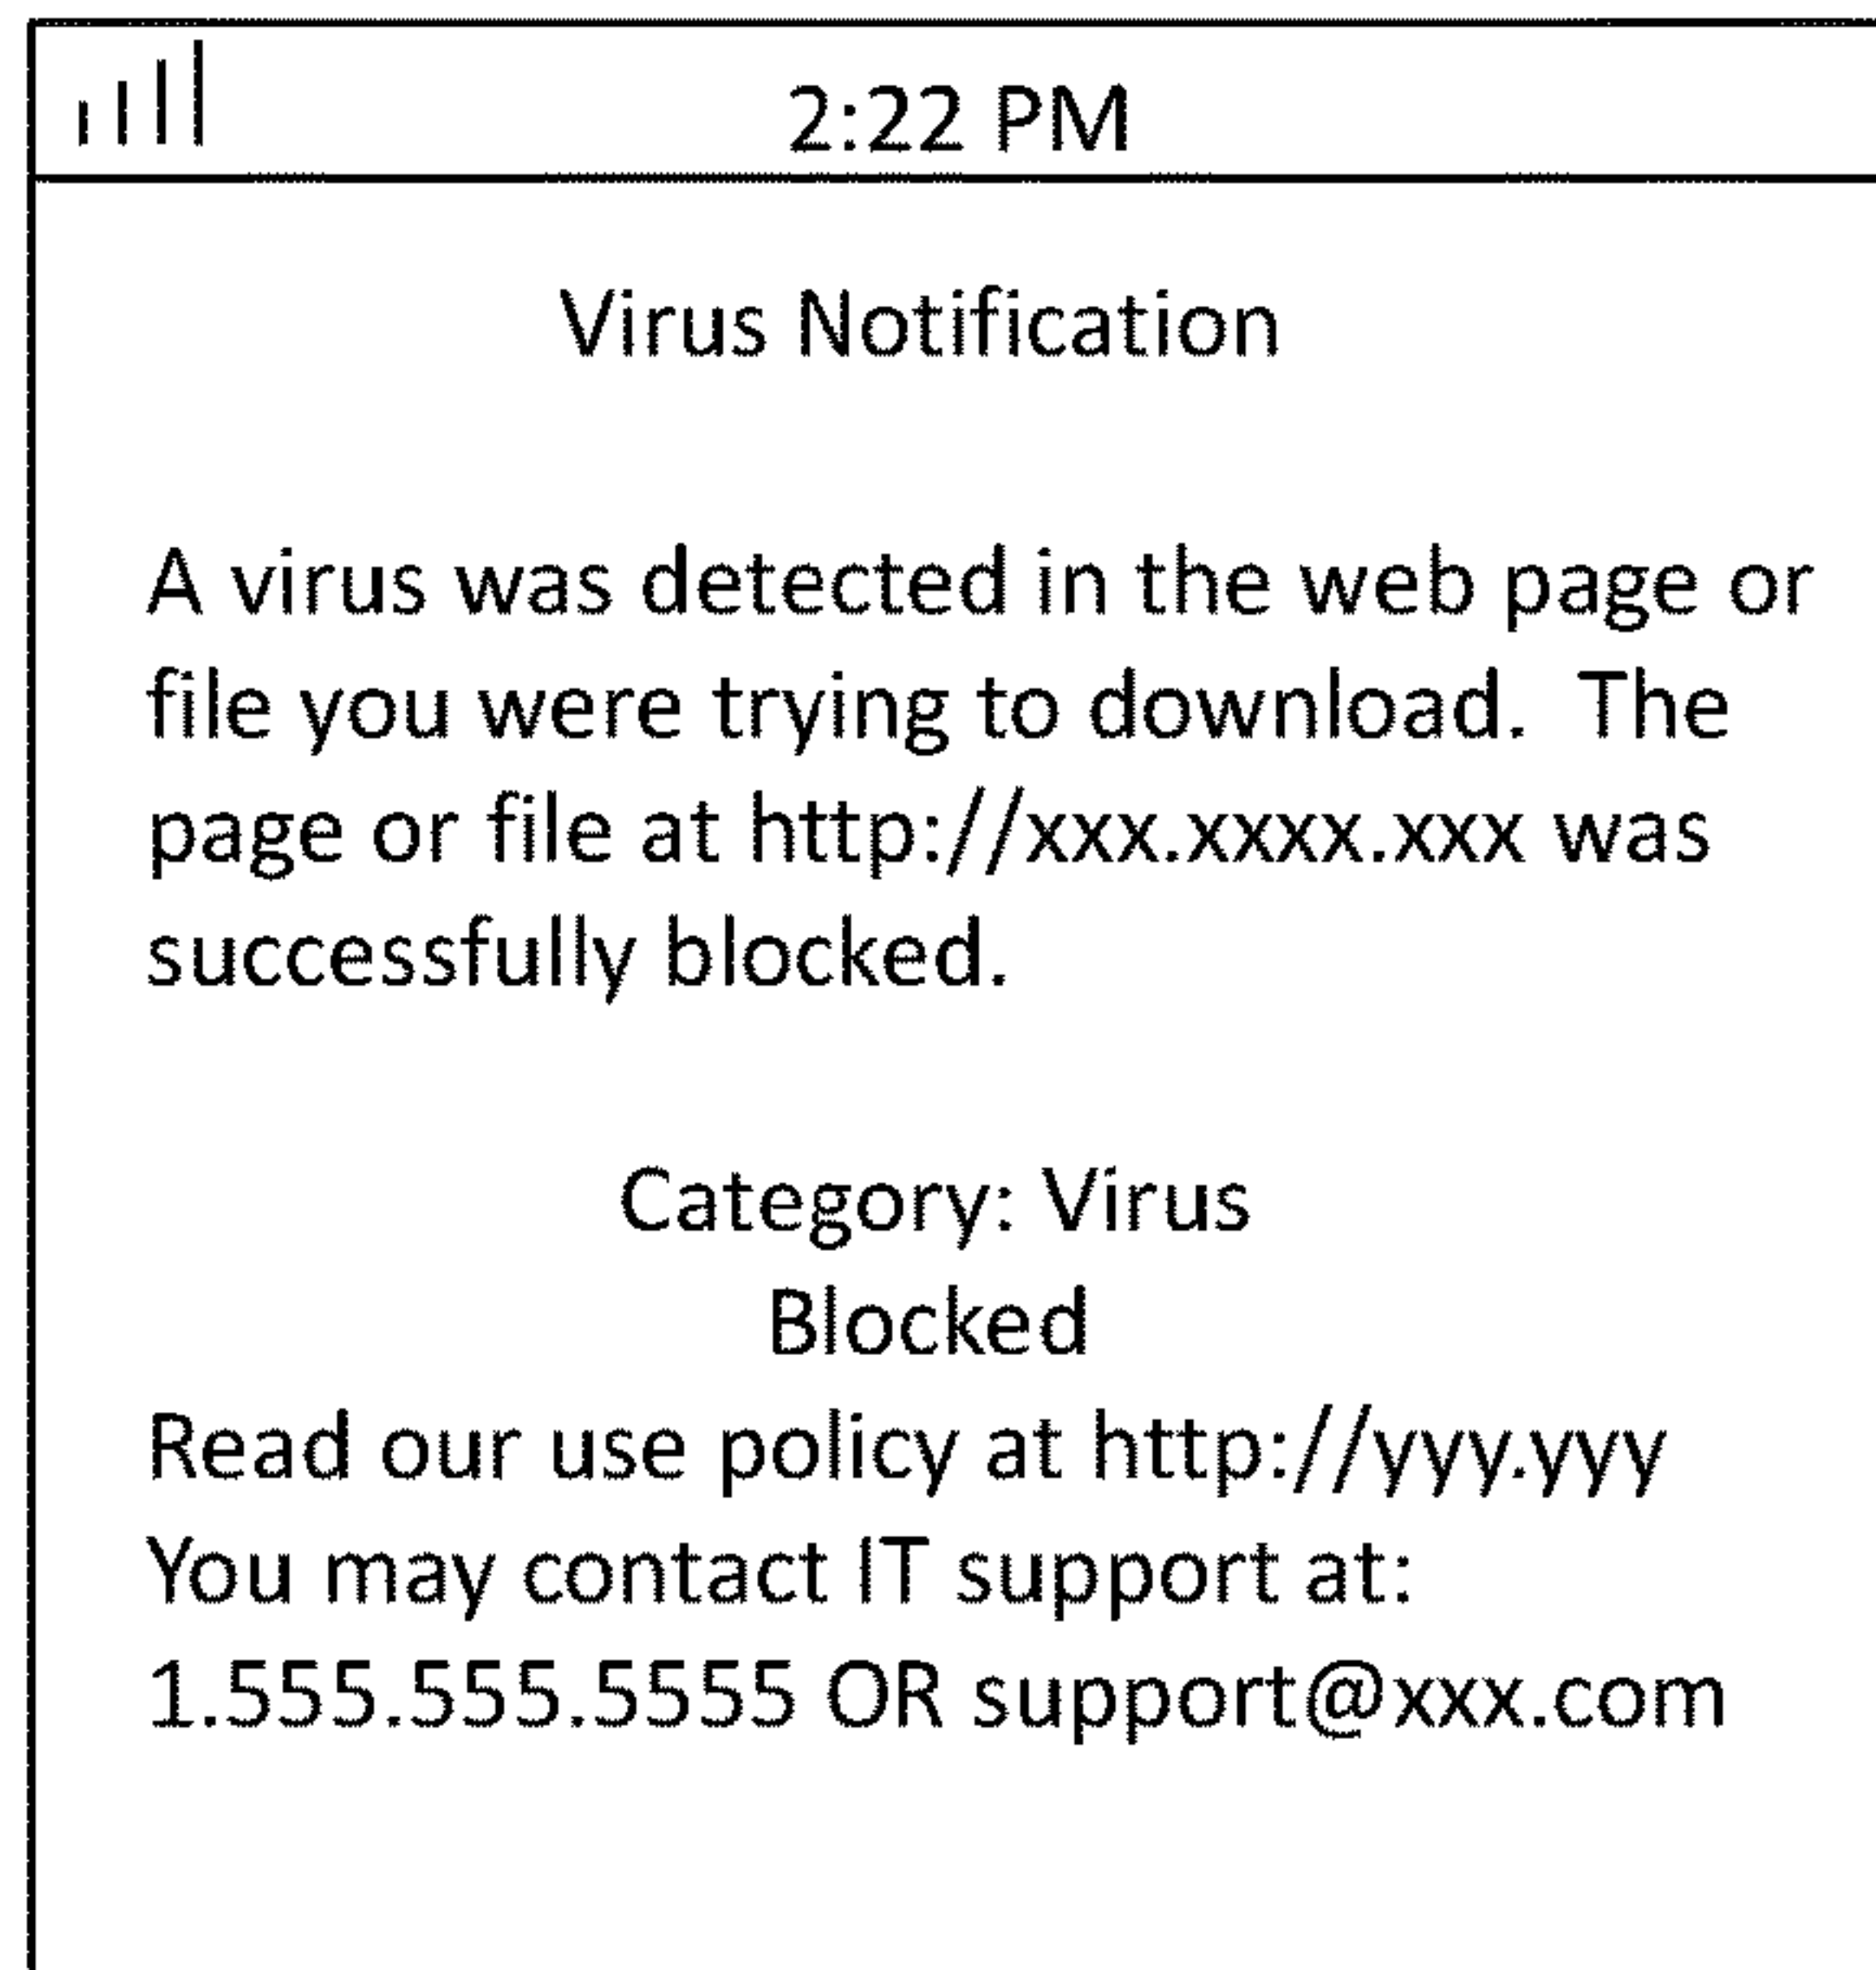 2:22 PM
Virus Notification
A virus was detected in the web page or
file you were trying to download.  The
page or file at http://xxx.xxxx.xxx was
successfully blocked.
Category: Virus
Blocked
Read our use policy at http://yyy.yyy
You may contact IT support at:
1.555.555.5555 OR support@xxx.com